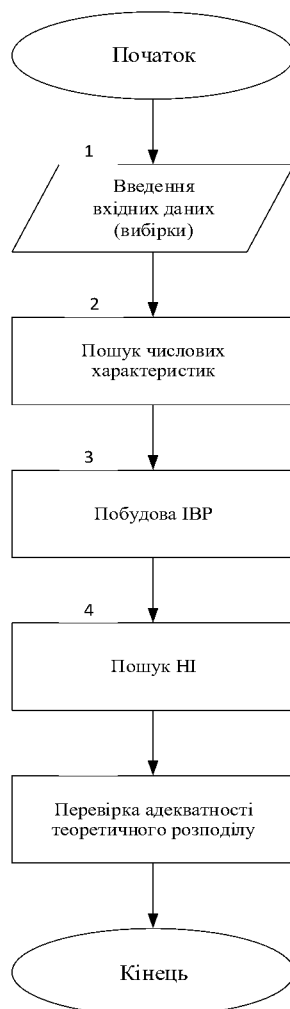 Початок
1
Введення
вхідних даних
(вибірки)
2
Пошук числових
характеристик
3
Побудова ІВР
4
Пошук НІ
Перевірка адекватності
теоретичного розподілу
Кінець